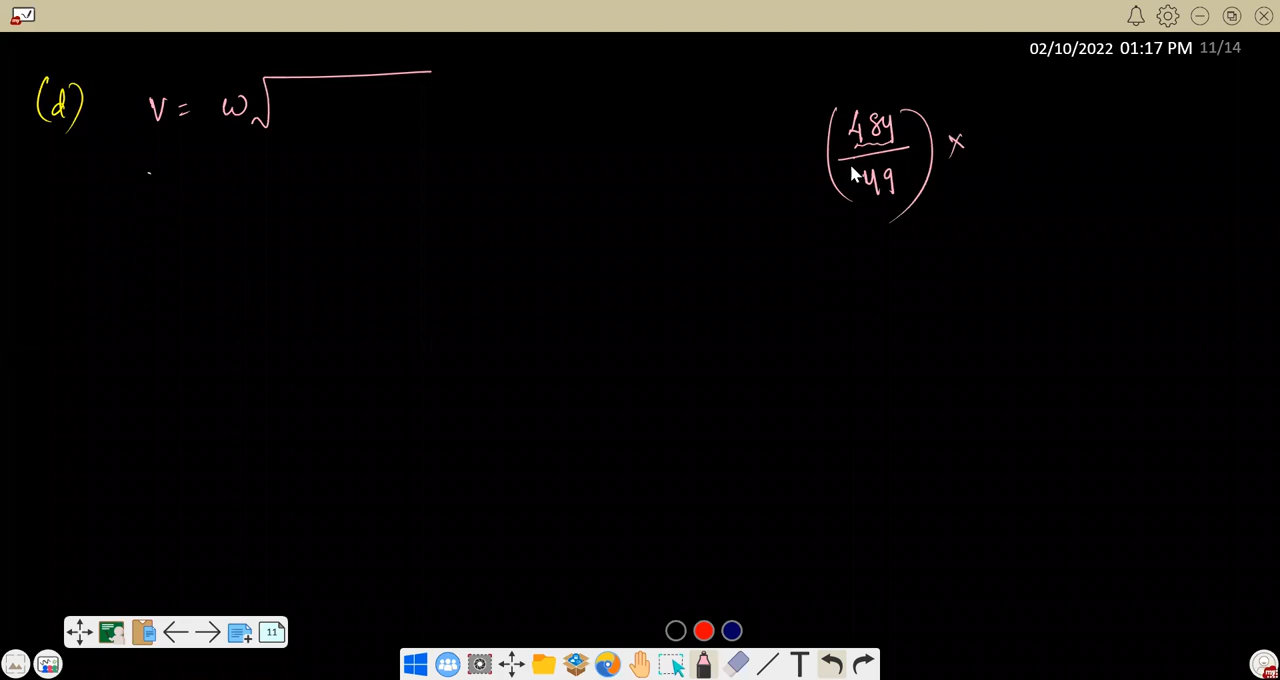 02/10/2022 01:17 PM 11/14
(d) V = ω√
(484/49) ×
11